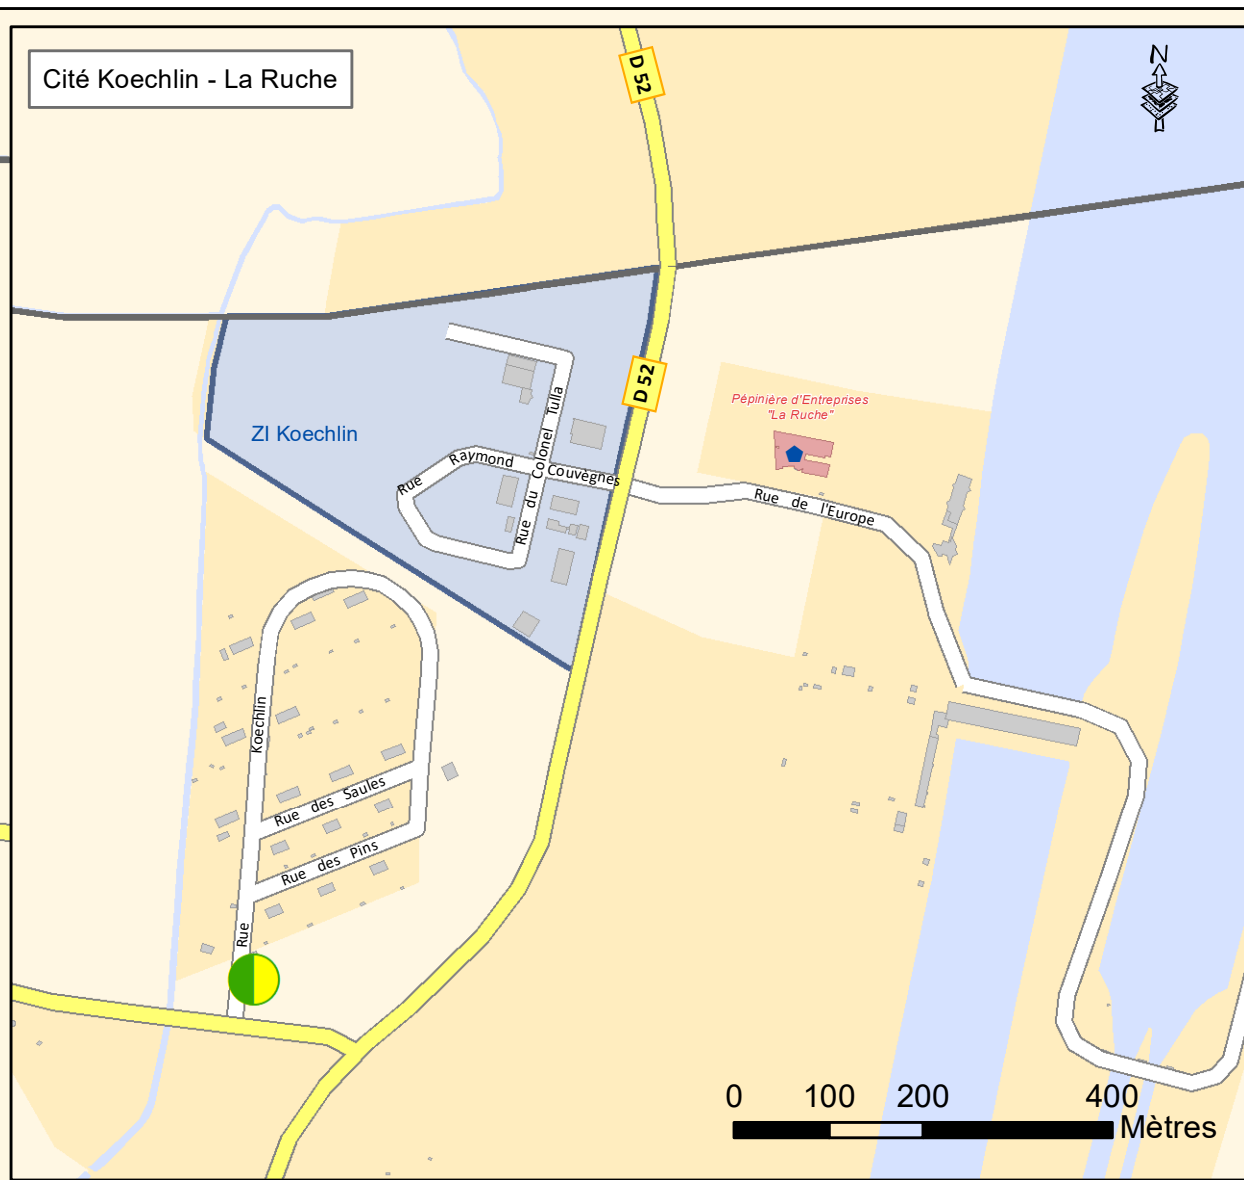 Cité Koechlin - La Ruche
N
D 52
D 52
Pépinière d'Entreprises
"La Ruche"
ZI Koechlin
Rue du Colonel Tulla
Rue Raymond Couvègnes
Rue de l'Europe
Rue Koechlin
Rue des Saules
Rue des Pins
0 100 200 400
Mètres